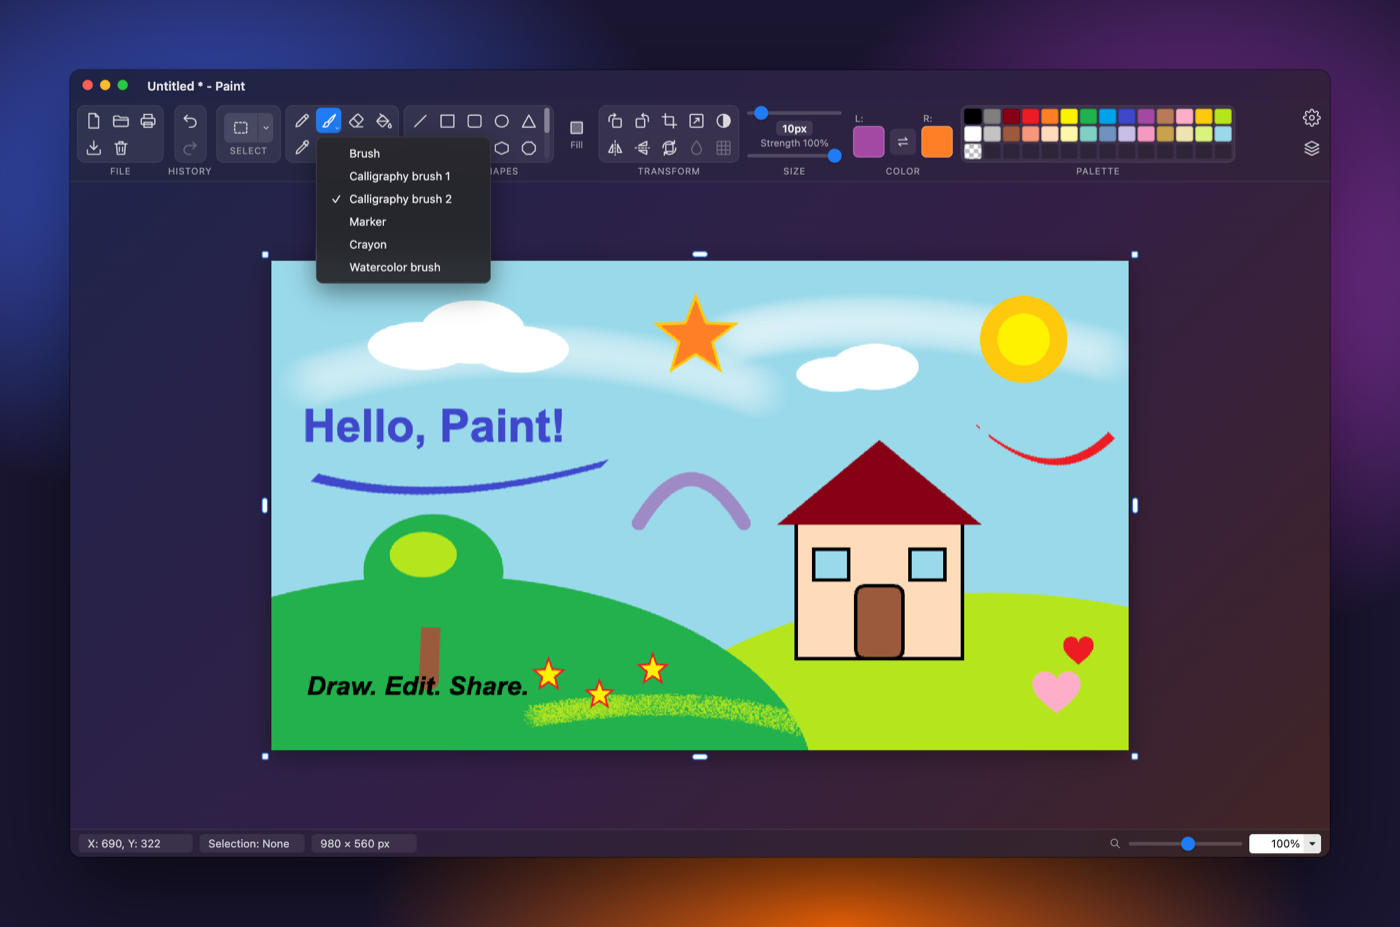 Untitled * - Paint
SELECT
Fill
10px
Strength 100%
L:
R:
FILE
HISTORY
APES
TRANSFORM
SIZE
COLOR
PALETTE
Brush
Calligraphy brush 1
Calligraphy brush 2
Marker
Crayon
Watercolor brush
Hello, Paint!
Draw. Edit. Share.
X: 690, Y: 322
Selection: None
980 × 560 px
100%